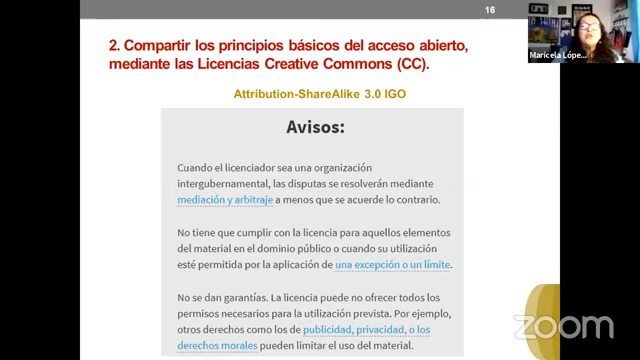 16
2. Compartir los principios básicos del acceso abierto,
mediante las Licencias Creative Commons (CC).
Attribution-ShareAlike 3.0 IGO
Avisos:
Cuando el licenciador sea una organización
intergubernamental, las disputas se resolverán mediante
mediación y arbitraje a menos que se acuerde lo contrario.
No tiene que cumplir con la licencia para aquellos elementos
del material en el dominio público o cuando su utilización
esté permitida por la aplicación de una excepción o un límite.
No se dan garantías. La licencia puede no ofrecer todos los
permisos necesarios para la utilización prevista. Por ejemplo,
otros derechos como los de publicidad, privacidad, o los
derechos morales pueden limitar el uso del material.
Maricela Lópe...
zoom